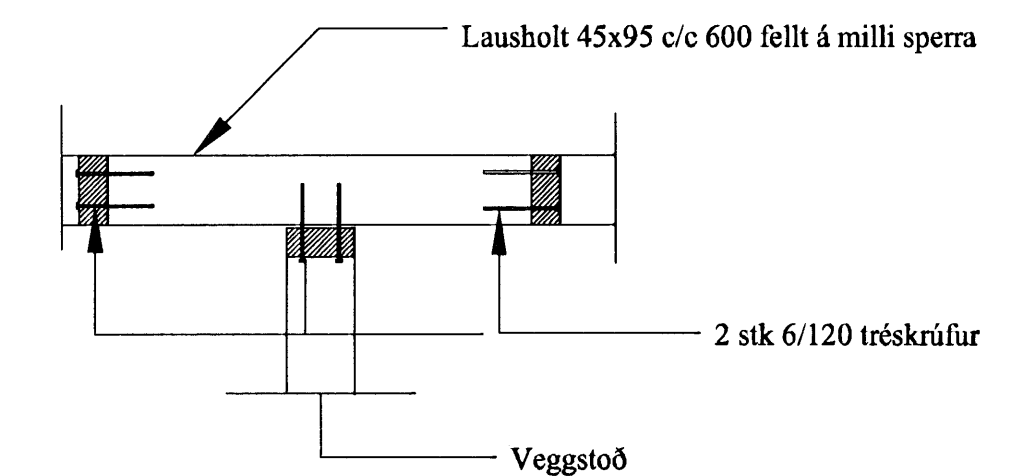 Lausholt 45x95 c/c 600 fellt á milli sperra
2 stk 6/120 tréskrúfur
Veggstoð